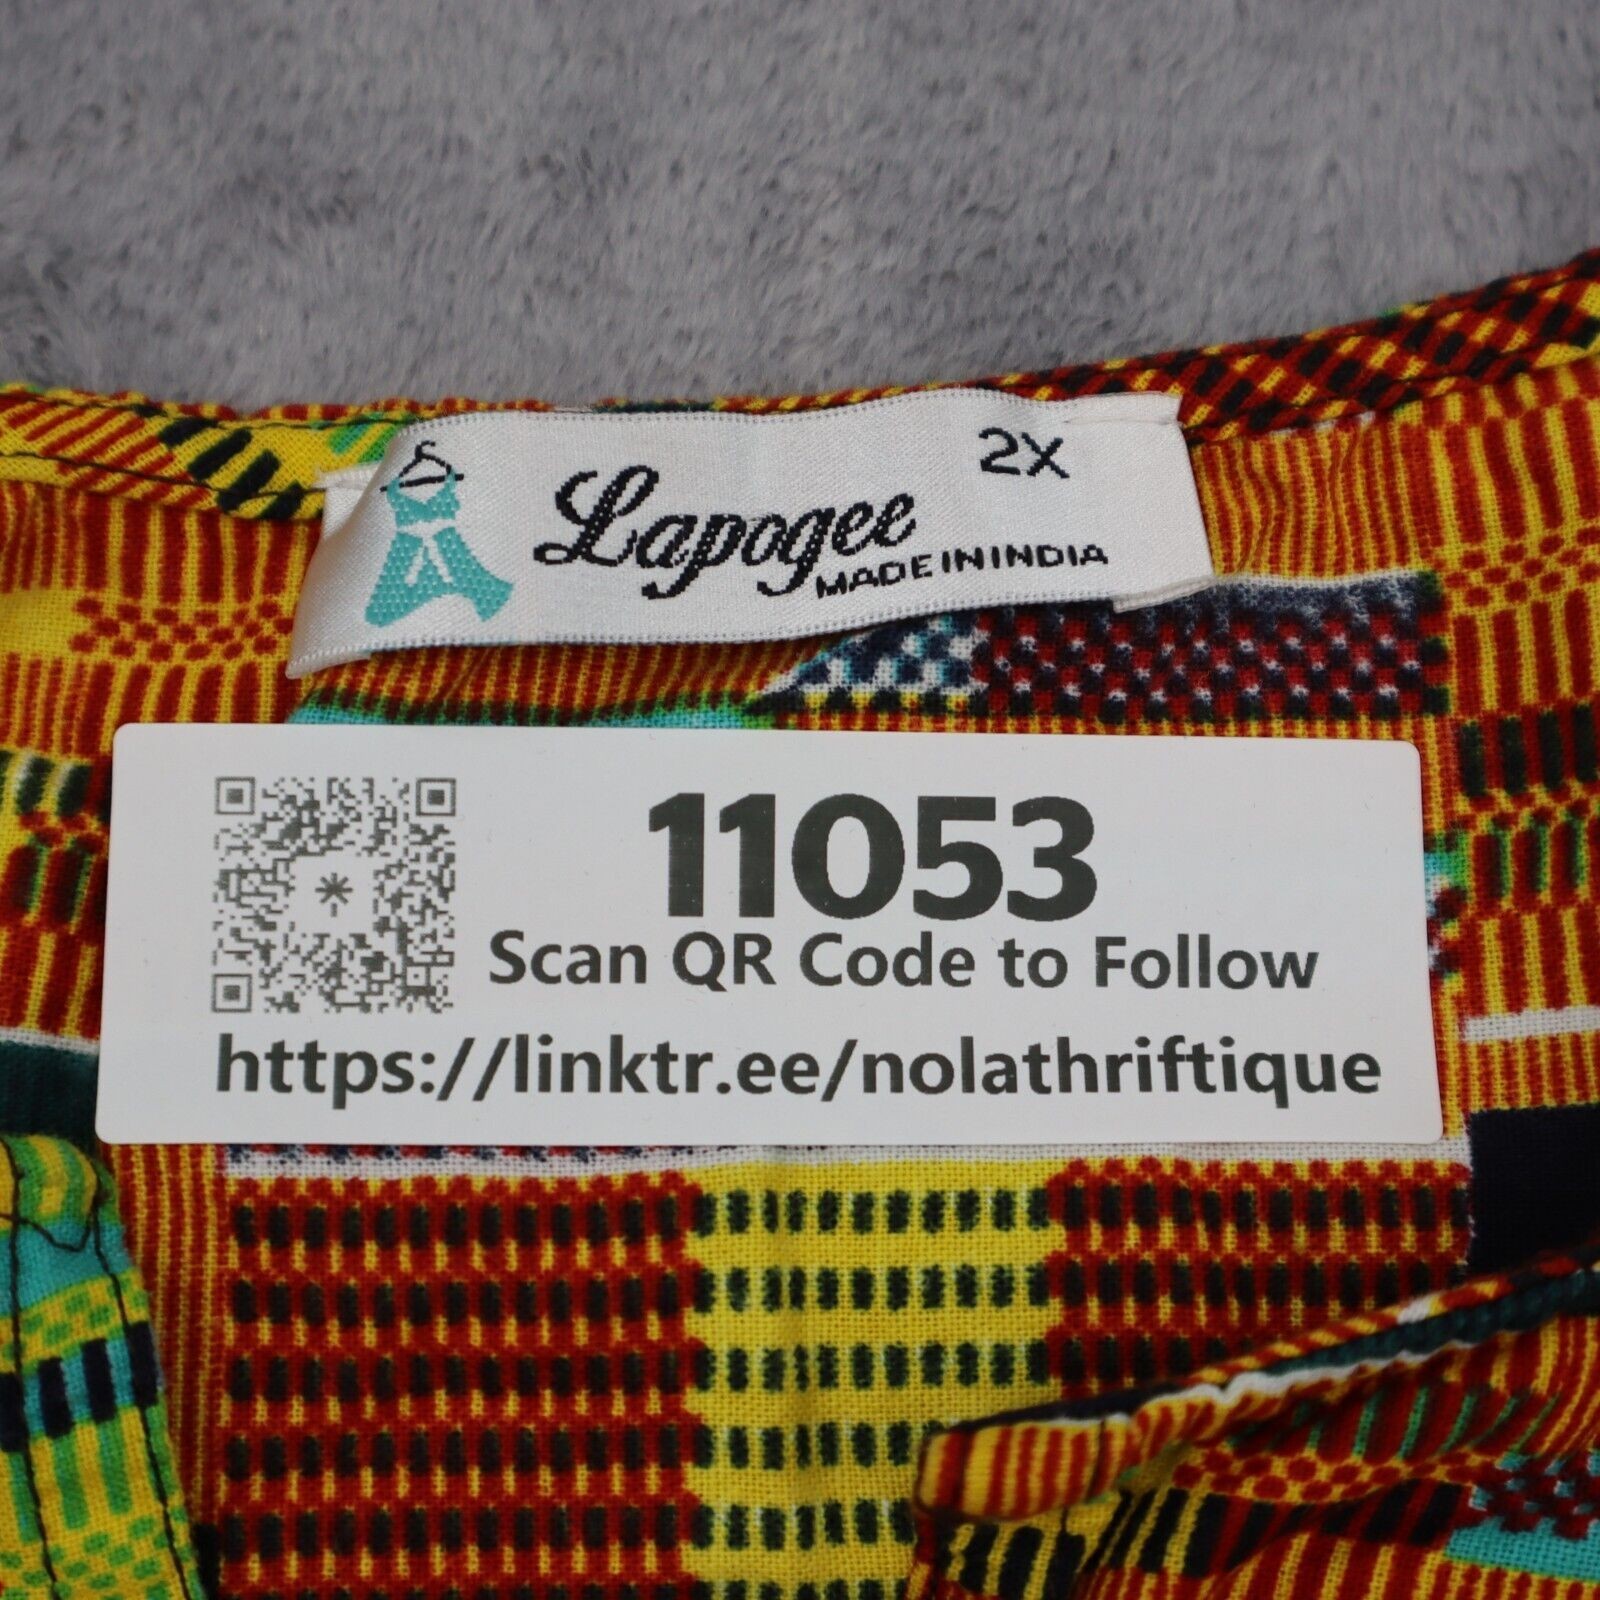 Lapogee 2X
MADE IN INDIA
11053
Scan QR Code to Follow
https://linktr.ee/nolathriftique